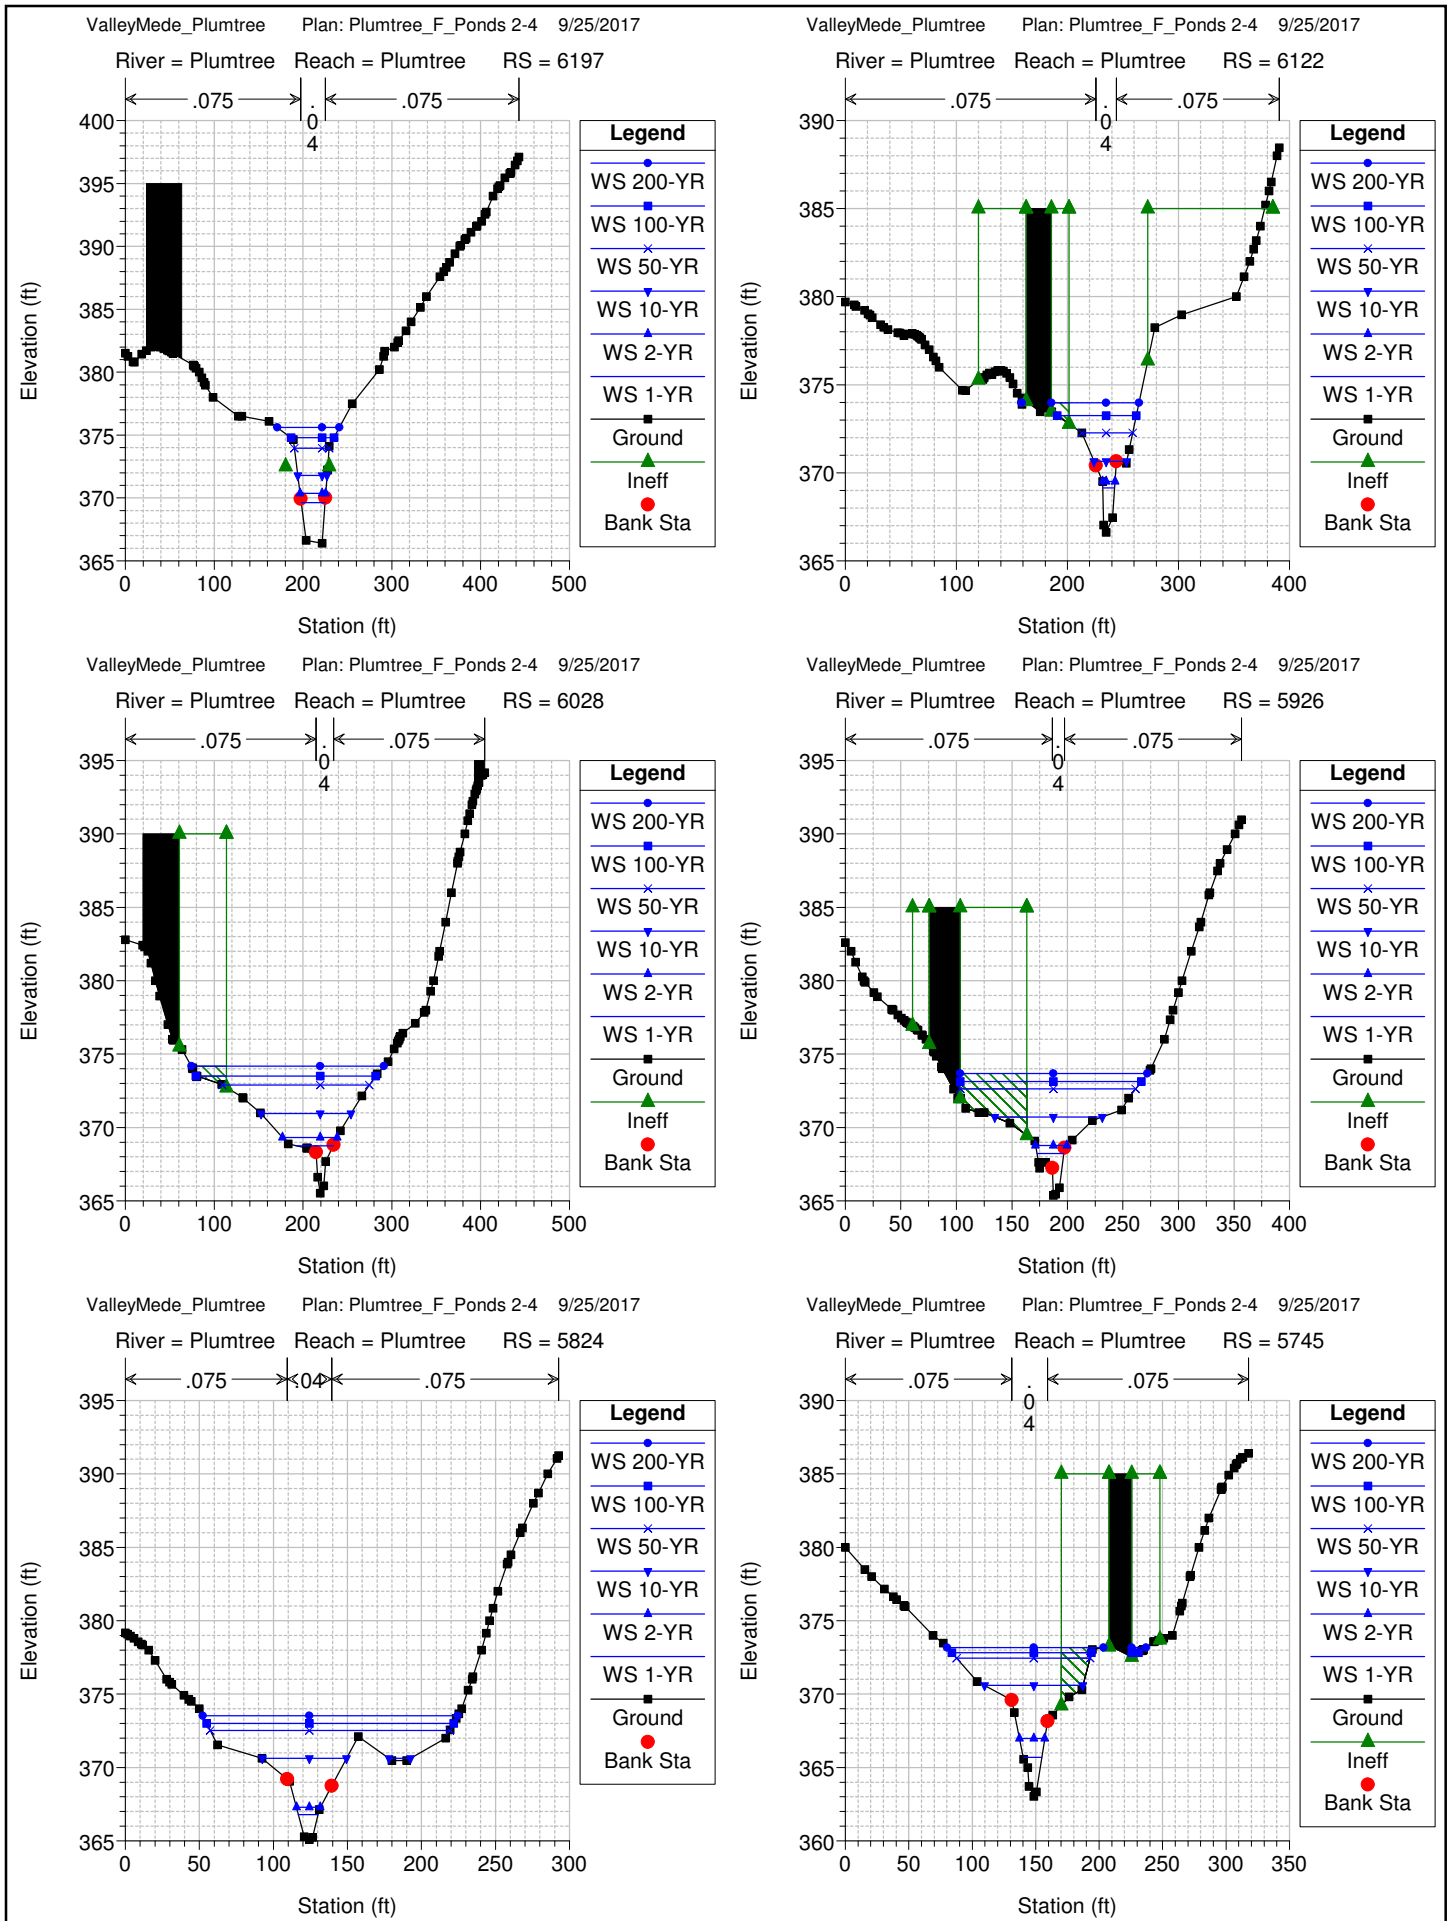 ValleyMede_Plumtree Plan: Plumtree_F_Ponds 2-4 9/25/2017
River = Plumtree Reach = Plumtree RS = 6197
.075 .04 .075
Elevation (ft)
400
395
390
385
380
375
370
365
0 100 200 300 400 500
Station (ft)
Legend
WS 200-YR
WS 100-YR
WS 50-YR
WS 10-YR
WS 2-YR
WS 1-YR
Ground
Ineff
Bank Sta
ValleyMede_Plumtree Plan: Plumtree_F_Ponds 2-4 9/25/2017
River = Plumtree Reach = Plumtree RS = 6122
.075 .04 .075
Elevation (ft)
390
385
380
375
370
365
0 100 200 300 400
Station (ft)
Legend
WS 200-YR
WS 100-YR
WS 50-YR
WS 10-YR
WS 2-YR
WS 1-YR
Ground
Ineff
Bank Sta
ValleyMede_Plumtree Plan: Plumtree_F_Ponds 2-4 9/25/2017
River = Plumtree Reach = Plumtree RS = 6028
.075 .04 .075
Elevation (ft)
395
390
385
380
375
370
365
0 100 200 300 400 500
Station (ft)
Legend
WS 200-YR
WS 100-YR
WS 50-YR
WS 10-YR
WS 2-YR
WS 1-YR
Ground
Ineff
Bank Sta
ValleyMede_Plumtree Plan: Plumtree_F_Ponds 2-4 9/25/2017
River = Plumtree Reach = Plumtree RS = 5926
.075 .04 .075
Elevation (ft)
395
390
385
380
375
370
365
0 50 100 150 200 250 300 350 400
Station (ft)
Legend
WS 200-YR
WS 100-YR
WS 50-YR
WS 10-YR
WS 2-YR
WS 1-YR
Ground
Ineff
Bank Sta
ValleyMede_Plumtree Plan: Plumtree_F_Ponds 2-4 9/25/2017
River = Plumtree Reach = Plumtree RS = 5824
.075 .04 .075
Elevation (ft)
395
390
385
380
375
370
365
0 50 100 150 200 250 300
Station (ft)
Legend
WS 200-YR
WS 100-YR
WS 50-YR
WS 10-YR
WS 2-YR
WS 1-YR
Ground
Bank Sta
ValleyMede_Plumtree Plan: Plumtree_F_Ponds 2-4 9/25/2017
River = Plumtree Reach = Plumtree RS = 5745
.075 .04 .075
Elevation (ft)
390
385
380
375
370
365
360
0 50 100 150 200 250 300 350
Station (ft)
Legend
WS 200-YR
WS 100-YR
WS 50-YR
WS 10-YR
WS 2-YR
WS 1-YR
Ground
Ineff
Bank Sta